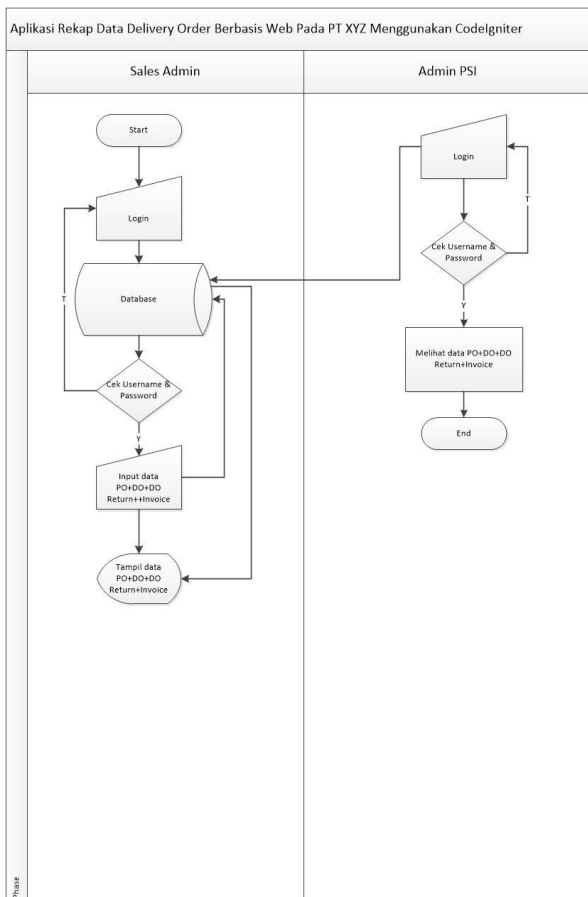 Aplikasi Rekap Data Delivery Order Berbasis Web Pada PT XYZ Menggunakan CodeIgniter
Sales Admin
Admin PSI
Start
Login
Database
T
Cek Username &
Password
Y
Input data
PO+DO+DO
Return++Invoice
Tampil data
PO+DO+DO
Return+Invoice
Login
T
Cek Username &
Password
Y
Melihat data PO+DO+DO
Return+Invoice
End
Phase